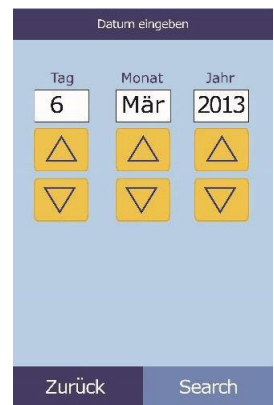 Datum eingeben
Tag Monat Jahr
6 Mär 2013
Zurück Search